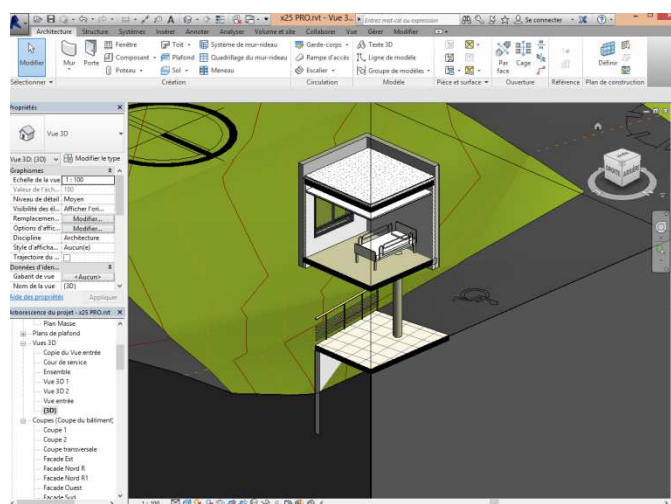 x25 PRO.rvt - Vue 3...
Entrez mot-clé ou expression
Se connecter
Architecture Structure Systèmes Insérer Annoter Analyser Volume et site Collaborer Vue Gérer Modifier
Modifier
Mur
Porte
Fenêtre
Composant
Poteau
Toit
Plafond
Sol
Système de mur-rideau
Quadrillage du mur-rideau
Meneau
Garde-corps
Rampe d'accès
Escalier
Texte 3D
Ligne de modèle
Groupe de modèles
Par face
Cage
Définir
Sélectionner Création Circulation Modèle Pièce et surface Ouverture Référence Plan de construction
Propriétés X
Vue 3D
Vue 3D: (3D) Modifier le type
Graphismes
Echelle de la vue 1 : 100
Valeur de l'éch... 100
Niveau de détail Moyen
Visibilité des él... Afficher l'ori...
Remplacemen... Modifier...
Options d'affic... Modifier...
Discipline Architecture
Style d'afficha... Aucun(e)
Trajectoire du ...
Données d'iden...
Gabarit de vue <Aucun>
Nom de la vue (3D)
Aide des propriétés Appliquer
Arborescence du projet - x25 PRO.rvt X
Plan Masse
Plans de plafond
Vues 3D
Copie du Vue entrée
Cour de service
Ensemble
Vue 3D 1
Vue 3D 2
Vue entrée
(3D)
Coupes (Coupe du bâtiment)
Coupe 1
Coupe 2
Coupe transversale
Facade Est
Facade Nord R
Facade Nord R1
Facade Ouest
Facade Sud
DROITE ARRIÈRE
1 : 100